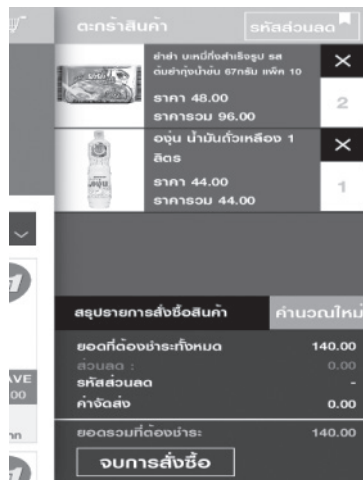 ตะกร้าสินค้า
รหัสส่วนลด
ยำยำ บะหมี่กึ่งสำเร็จรูป รส
ต้มยำกุ้งน้ำข้น 67กรัม แพ็ก 10
ราคา 48.00
ราคารวม 96.00
2
องุ่น น้ำมันถั่วเหลือง 1
ลิตร
ราคา 44.00
ราคารวม 44.00
1
สรุปรายการสั่งซื้อสินค้า
คำนวณใหม่
ยอดที่ต้องชำระทั้งหมด 140.00
ส่วนลด : 0.00
รหัสส่วนลด -
ค่าจัดส่ง 0.00
ยอดรวมที่ต้องชำระ 140.00
จบการสั่งซื้อ